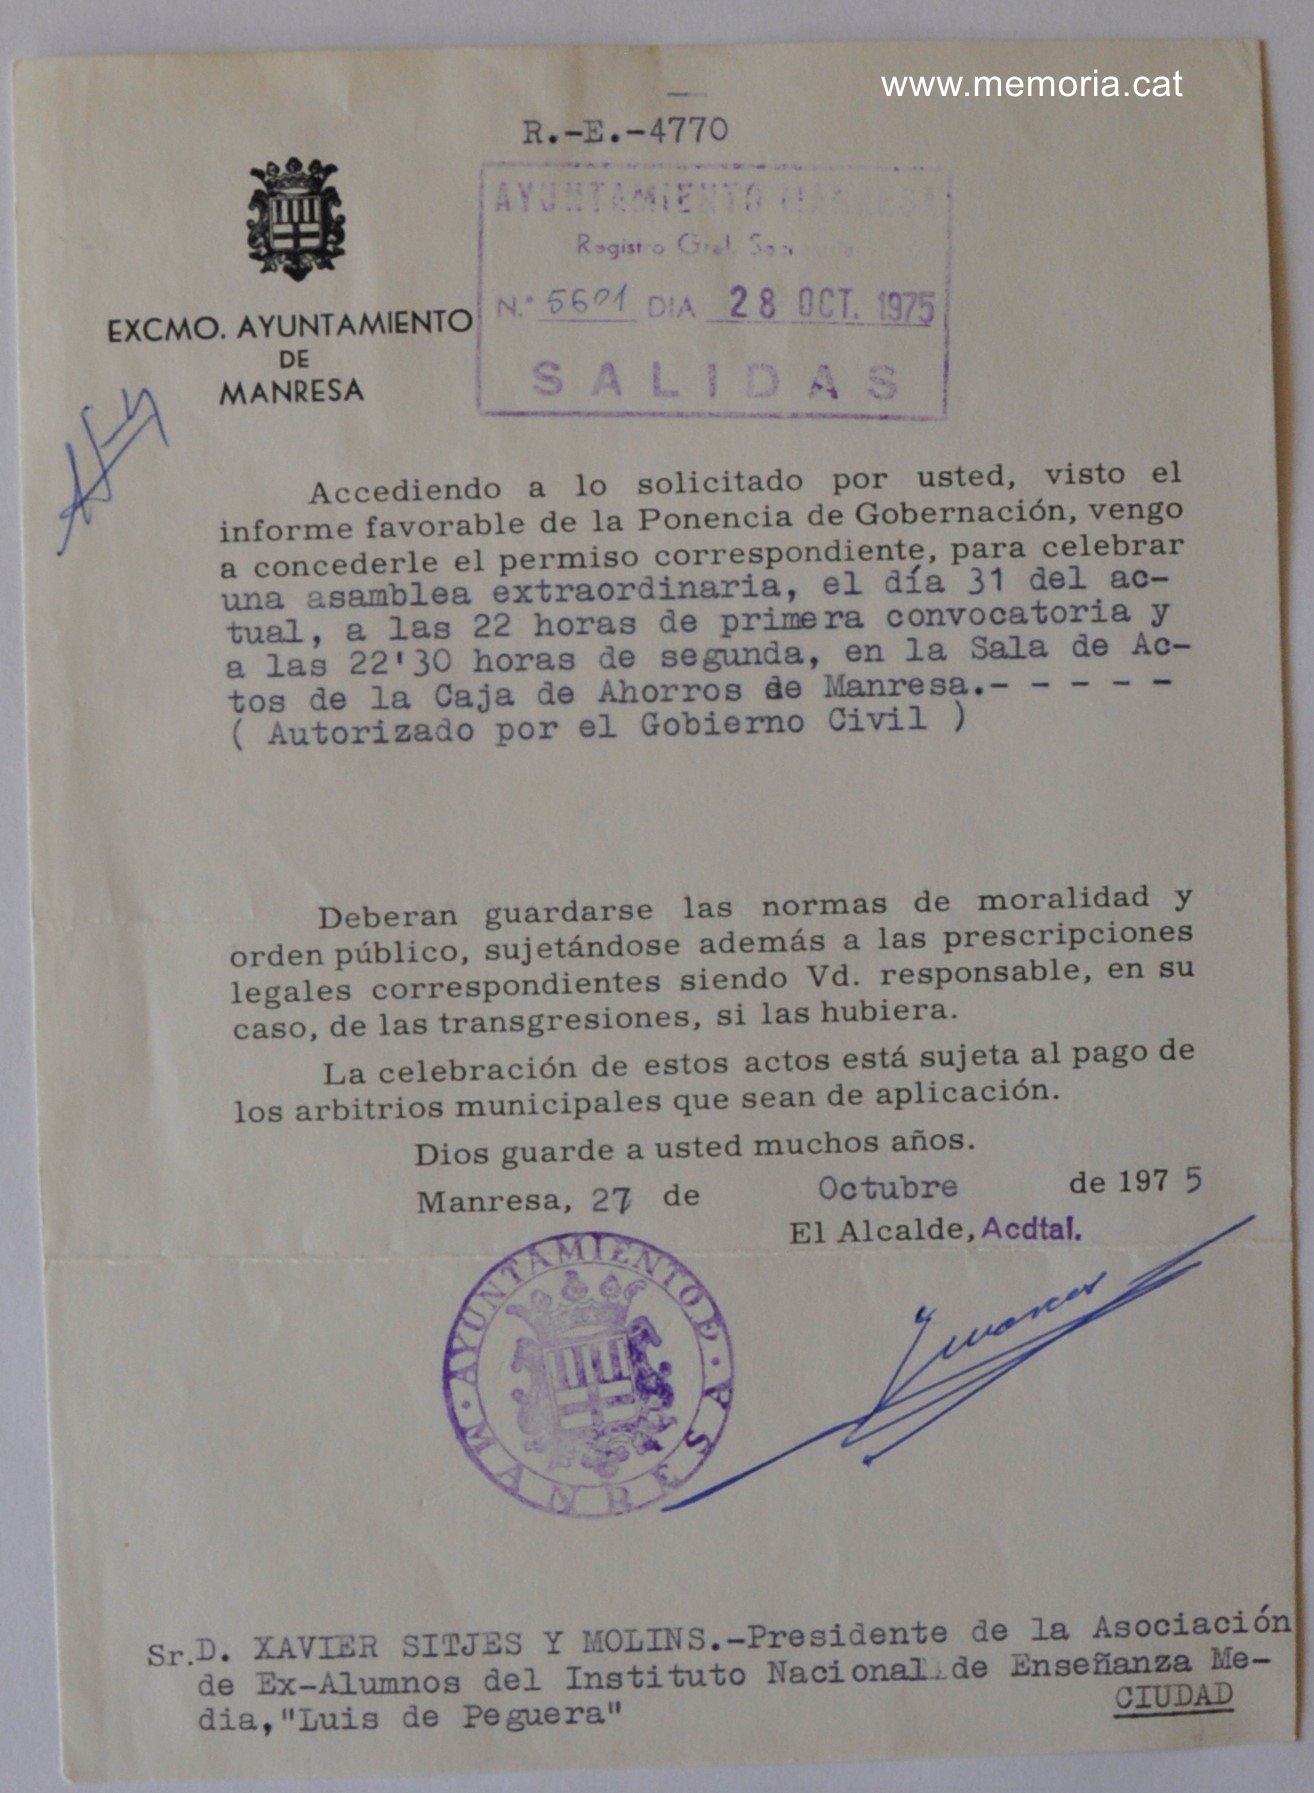 www.memoria.cat
R.-E.-4770
AYUNTAMIENTO MANRESA
Registro Gral.
N.º 5601 DIA 28 OCT. 1975
SALIDAS
EXCMO. AYUNTAMIENTO
DE
MANRESA
Accediendo a lo solicitado por usted, visto el
informe favorable de la Ponencia de Gobernación, vengo
a concederle el permiso correspondiente, para celebrar
una asamblea extraordinaria, el día 31 del ac-
tual, a las 22 horas de primera convocatoria y
a las 22'30 horas de segunda, en la Sala de Ac-
tos de la Caja de Ahorros de Manresa.- - - - - -
( Autorizado por el Gobierno Civil )
Deberan guardarse las normas de moralidad y
orden público, sujetándose además a las prescripciones
legales correspondientes siendo Vd. responsable, en su
caso, de las transgresiones, si las hubiera.
La celebración de estos actos está sujeta al pago de
los arbitrios municipales que sean de aplicación.
Dios guarde a usted muchos años.
Manresa, 27 de Octubre de 1975
El Alcalde, Acdtal.
AYUNTAMIENTO D · MANRESA ·
Sr.D. XAVIER SITJES Y MOLINS.-Presidente de la Asociación
de Ex-Alumnos del Instituto Nacional de Enseñanza Me-
dia,"Luis de Peguera"
CIUDAD